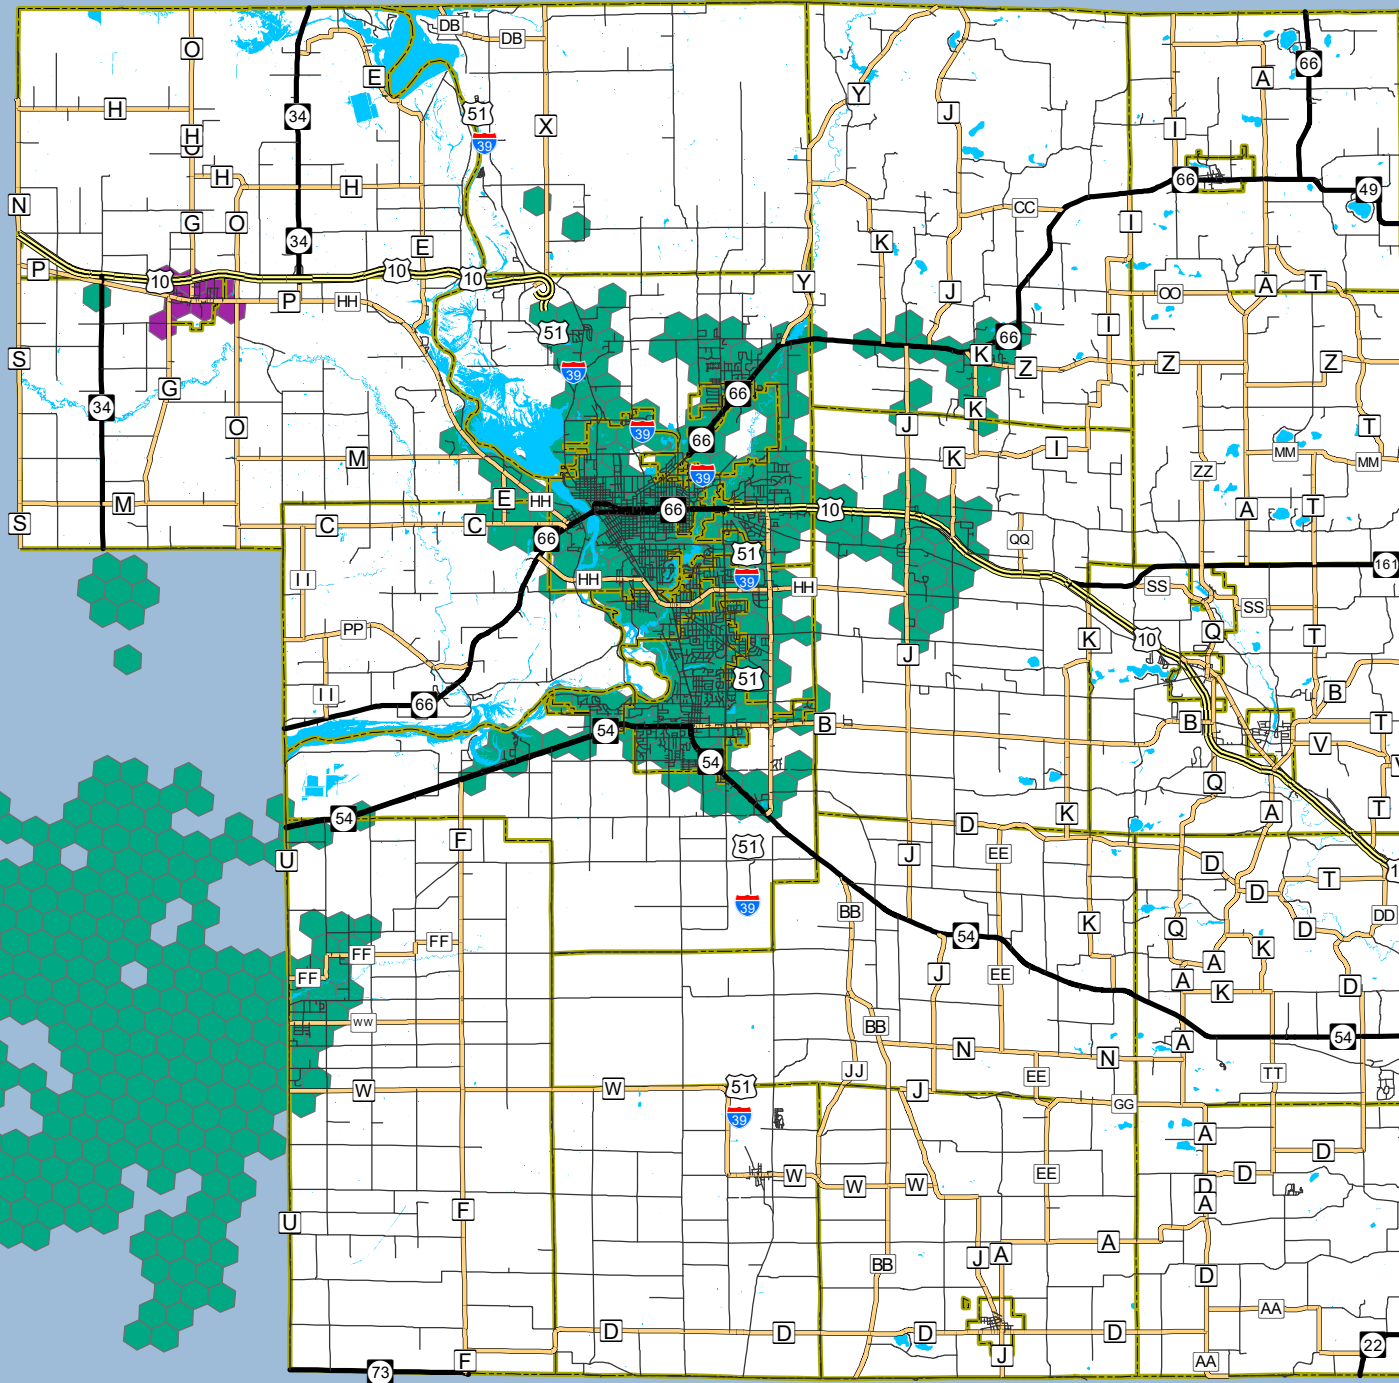 DB
DB
O
66
E
A
34
Y
H
51
J
X
I
H
39
U
66
H
H
49
N
CC
G
O
I
34
K
E
10
10
10
Y
P
A
T
J
OO
P
HH
I
51
66
K
S
Z
Z
Z
39
G
66
34
K
J
O
39
T
66
I
M
K
MM
MM
ZZ
39
E
HH
M
T
66
10
A
S
C
C
66
QQ
51
161
II
39
HH
HH
SS
SS
PP
Q
T
K
10
J
51
II
B
66
B
B
T
54
V
54
Q
T
K
A
54
D
F
51
J
EE
U
D
1
T
D
39
BB
DD
K
Q
D
FF
54
K
FF
A
FF
J
EE
A
K
D
WW
BB
54
A
N
N
JJ
TT
EE
W
W
51
J
GG
39
A
D
W
W
W
EE
D
D
A
F
U
A
J
A
BB
D
AA
D
D
D
D
22
J
F
AA
73